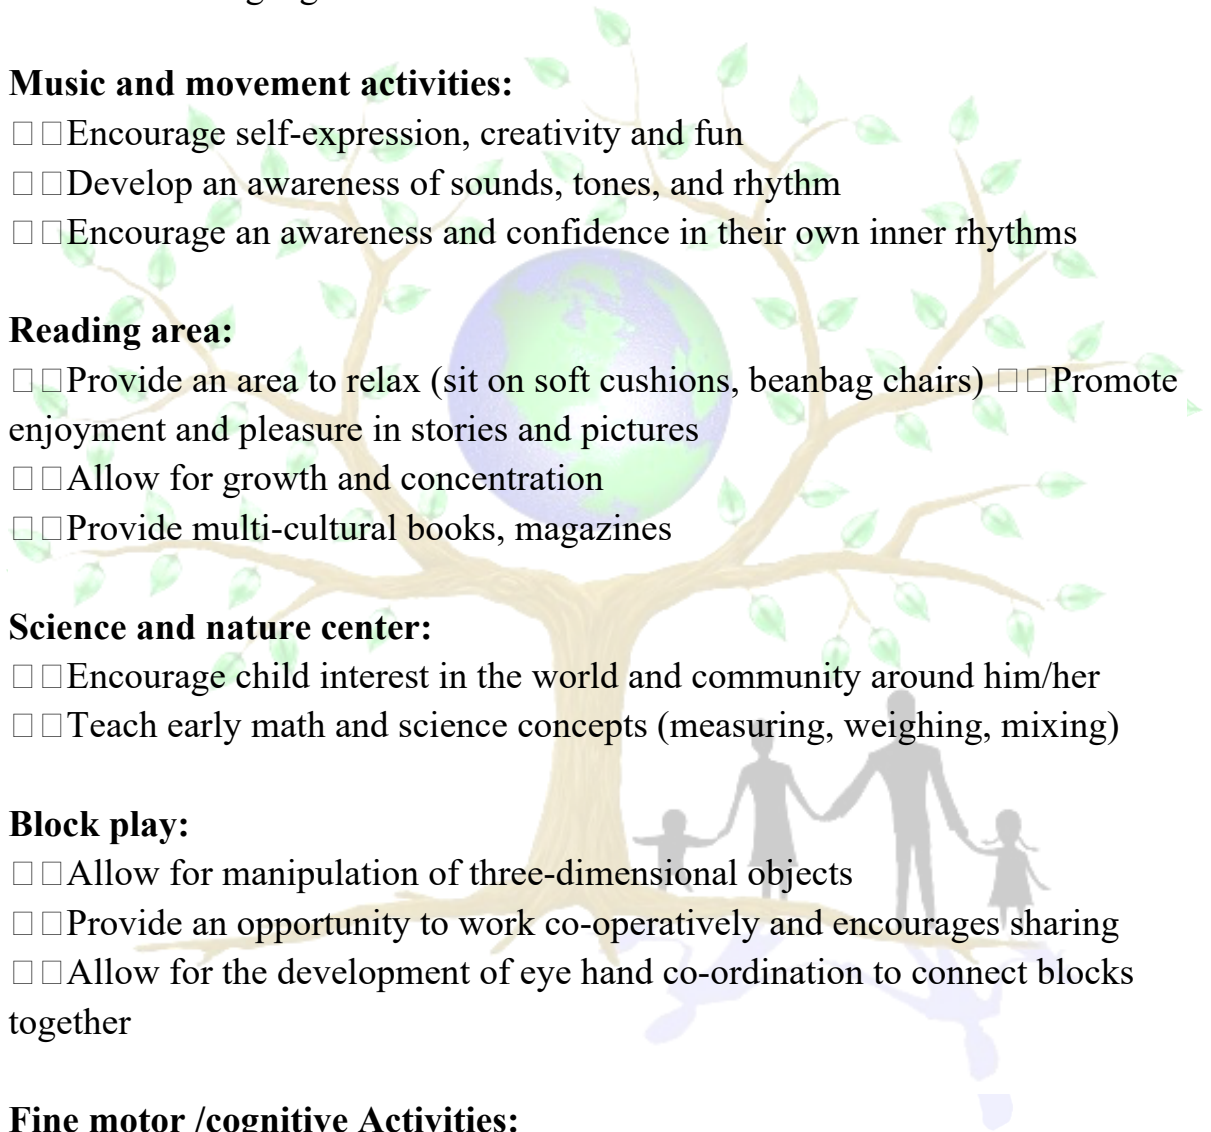 Music and movement activities:
□□Encourage self-expression, creativity and fun
□□Develop an awareness of sounds, tones, and rhythm
□□Encourage an awareness and confidence in their own inner rhythms
Reading area:
□□Provide an area to relax (sit on soft cushions, beanbag chairs) □□Promote
enjoyment and pleasure in stories and pictures
□□Allow for growth and concentration
□□Provide multi-cultural books, magazines
Science and nature center:
□□Encourage child interest in the world and community around him/her
□□Teach early math and science concepts (measuring, weighing, mixing)
Block play:
□□Allow for manipulation of three-dimensional objects
□□Provide an opportunity to work co-operatively and encourages sharing
□□Allow for the development of eye hand co-ordination to connect blocks
together
Fine motor /cognitive Activities: